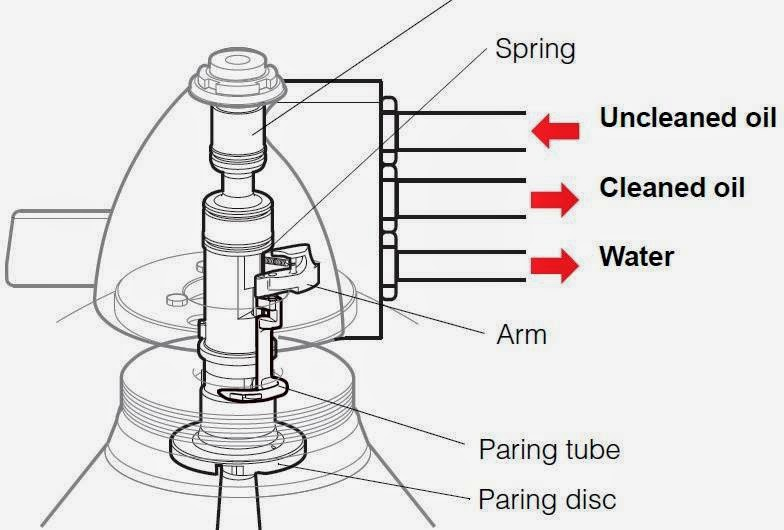 Spring
Uncleaned oil
Cleaned oil
Water
Arm
Paring tube
Paring disc